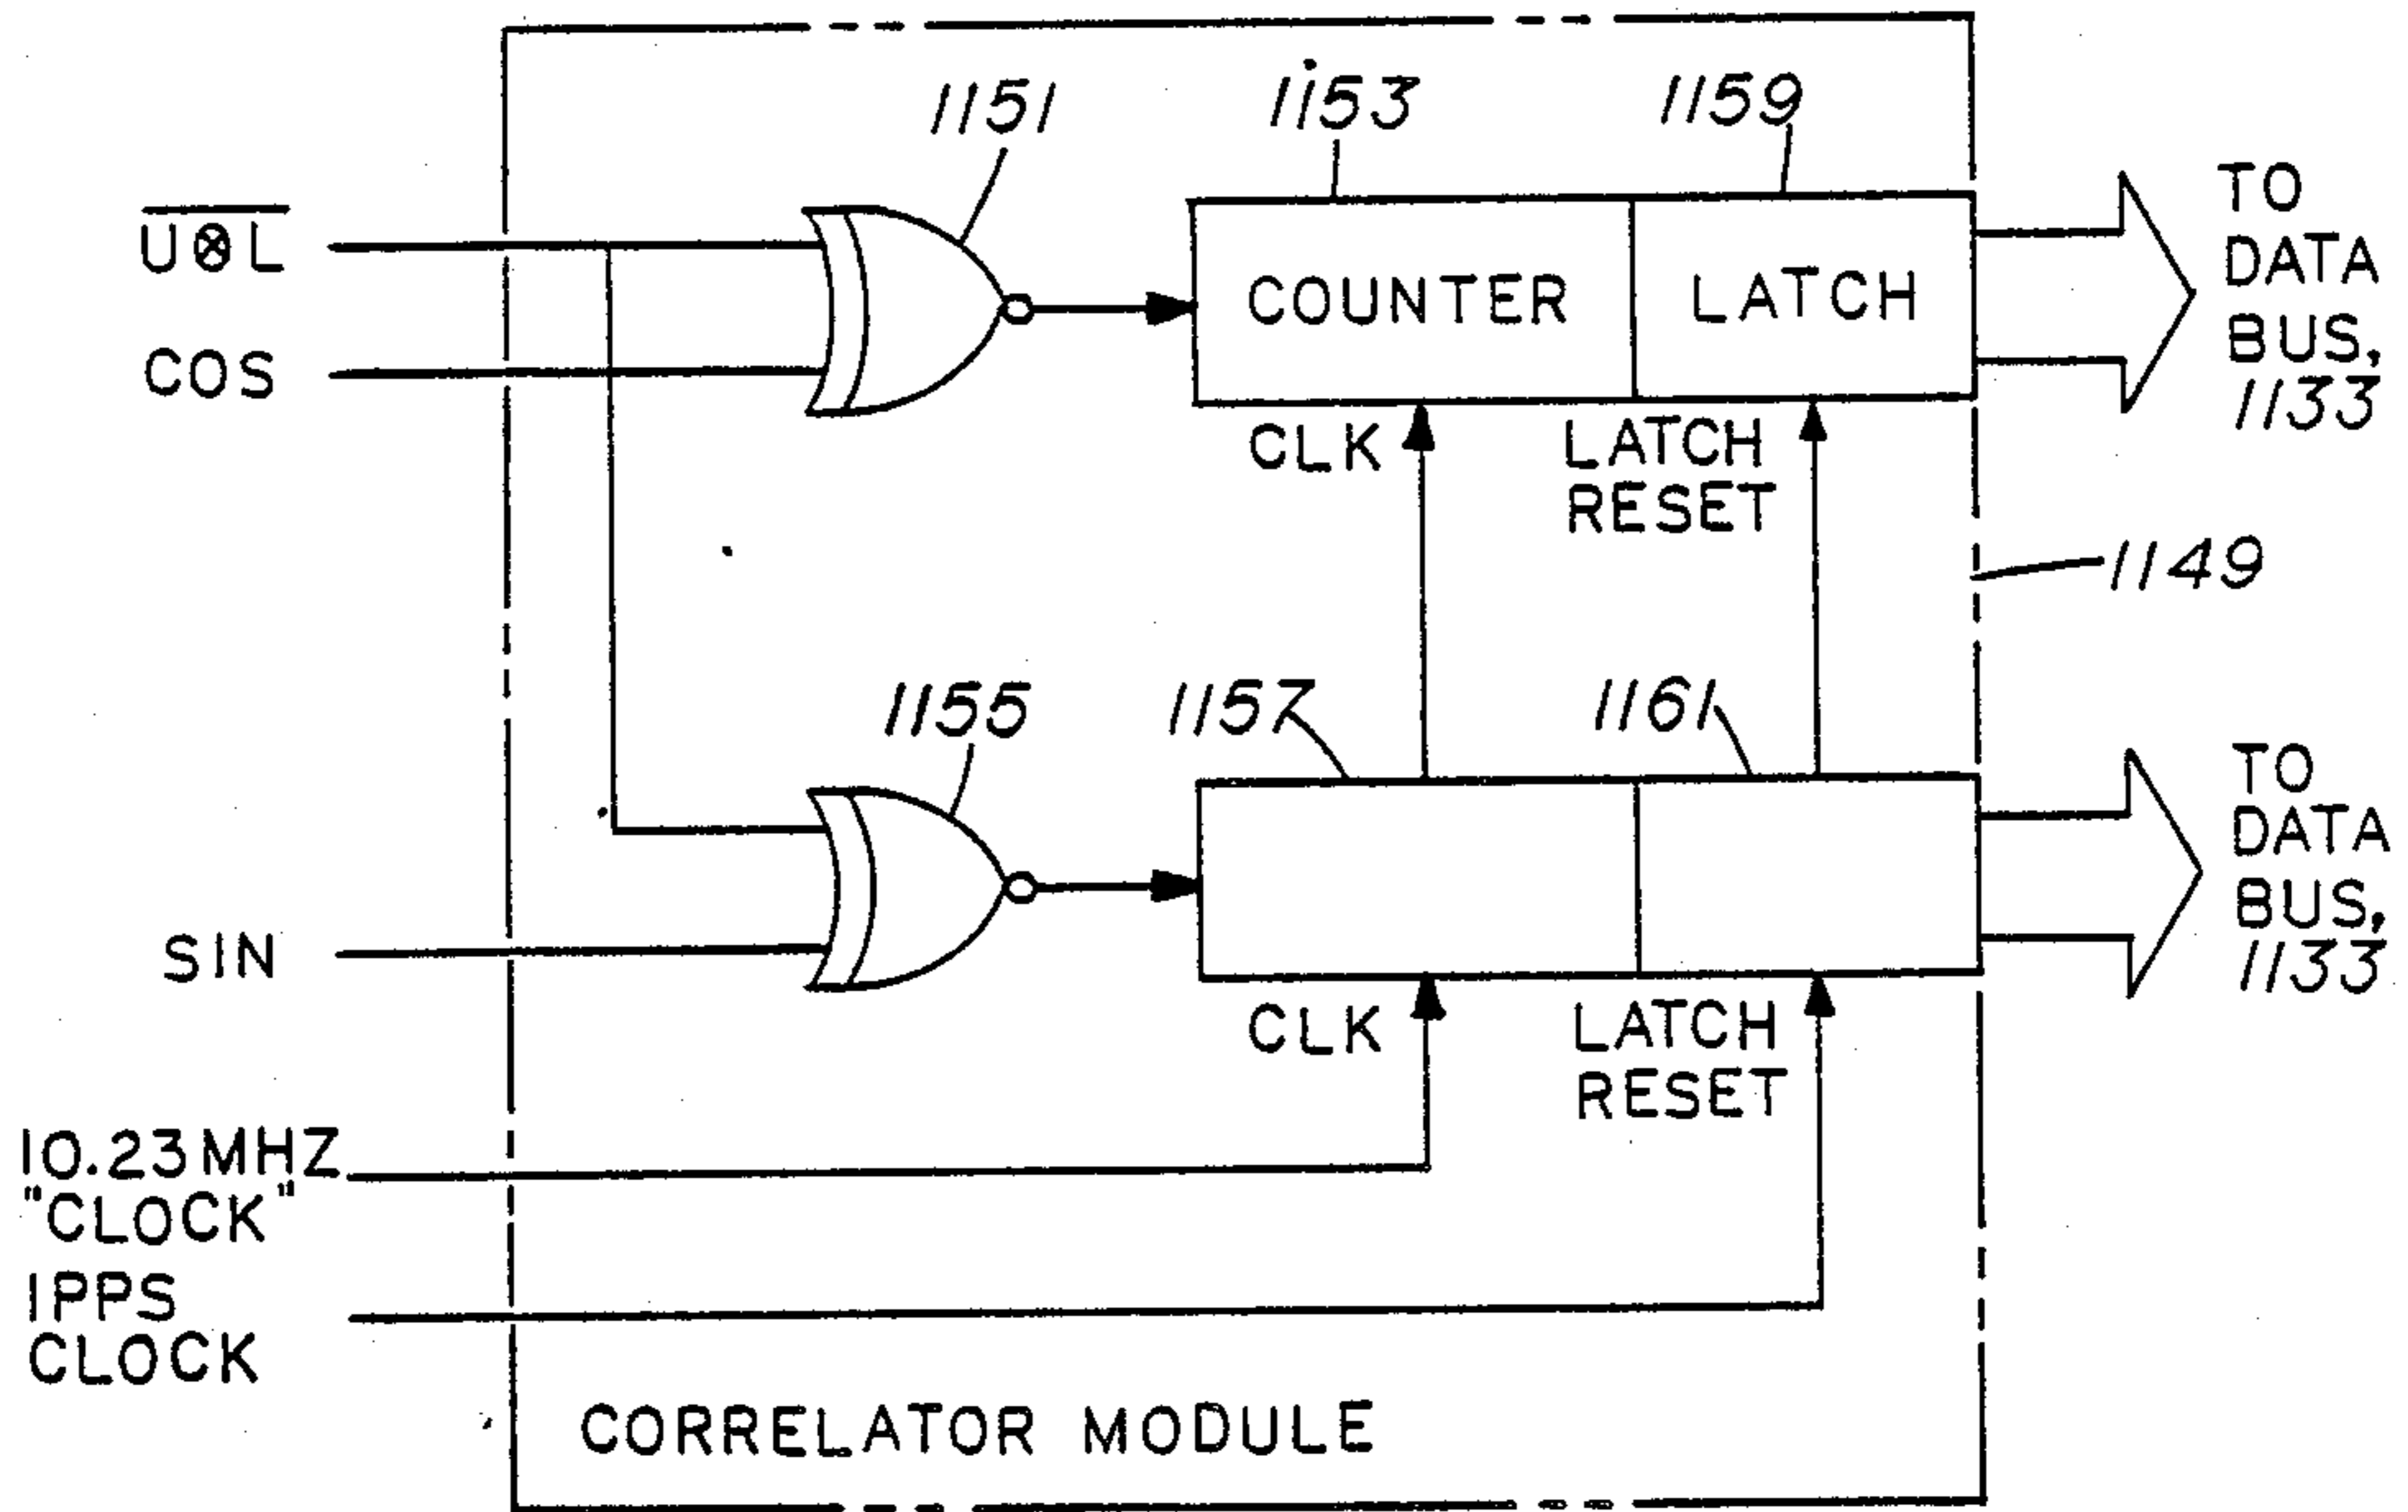 1151
1153
1159
U⊗L
COS
COUNTER
LATCH
TO
DATA
BUS,
1133
CLK
LATCH
RESET
1149
1155
1157
1161
SIN
TO
DATA
BUS,
1133
CLK
LATCH
RESET
10.23 MHZ
"CLOCK"
1PPS
CLOCK
CORRELATOR MODULE